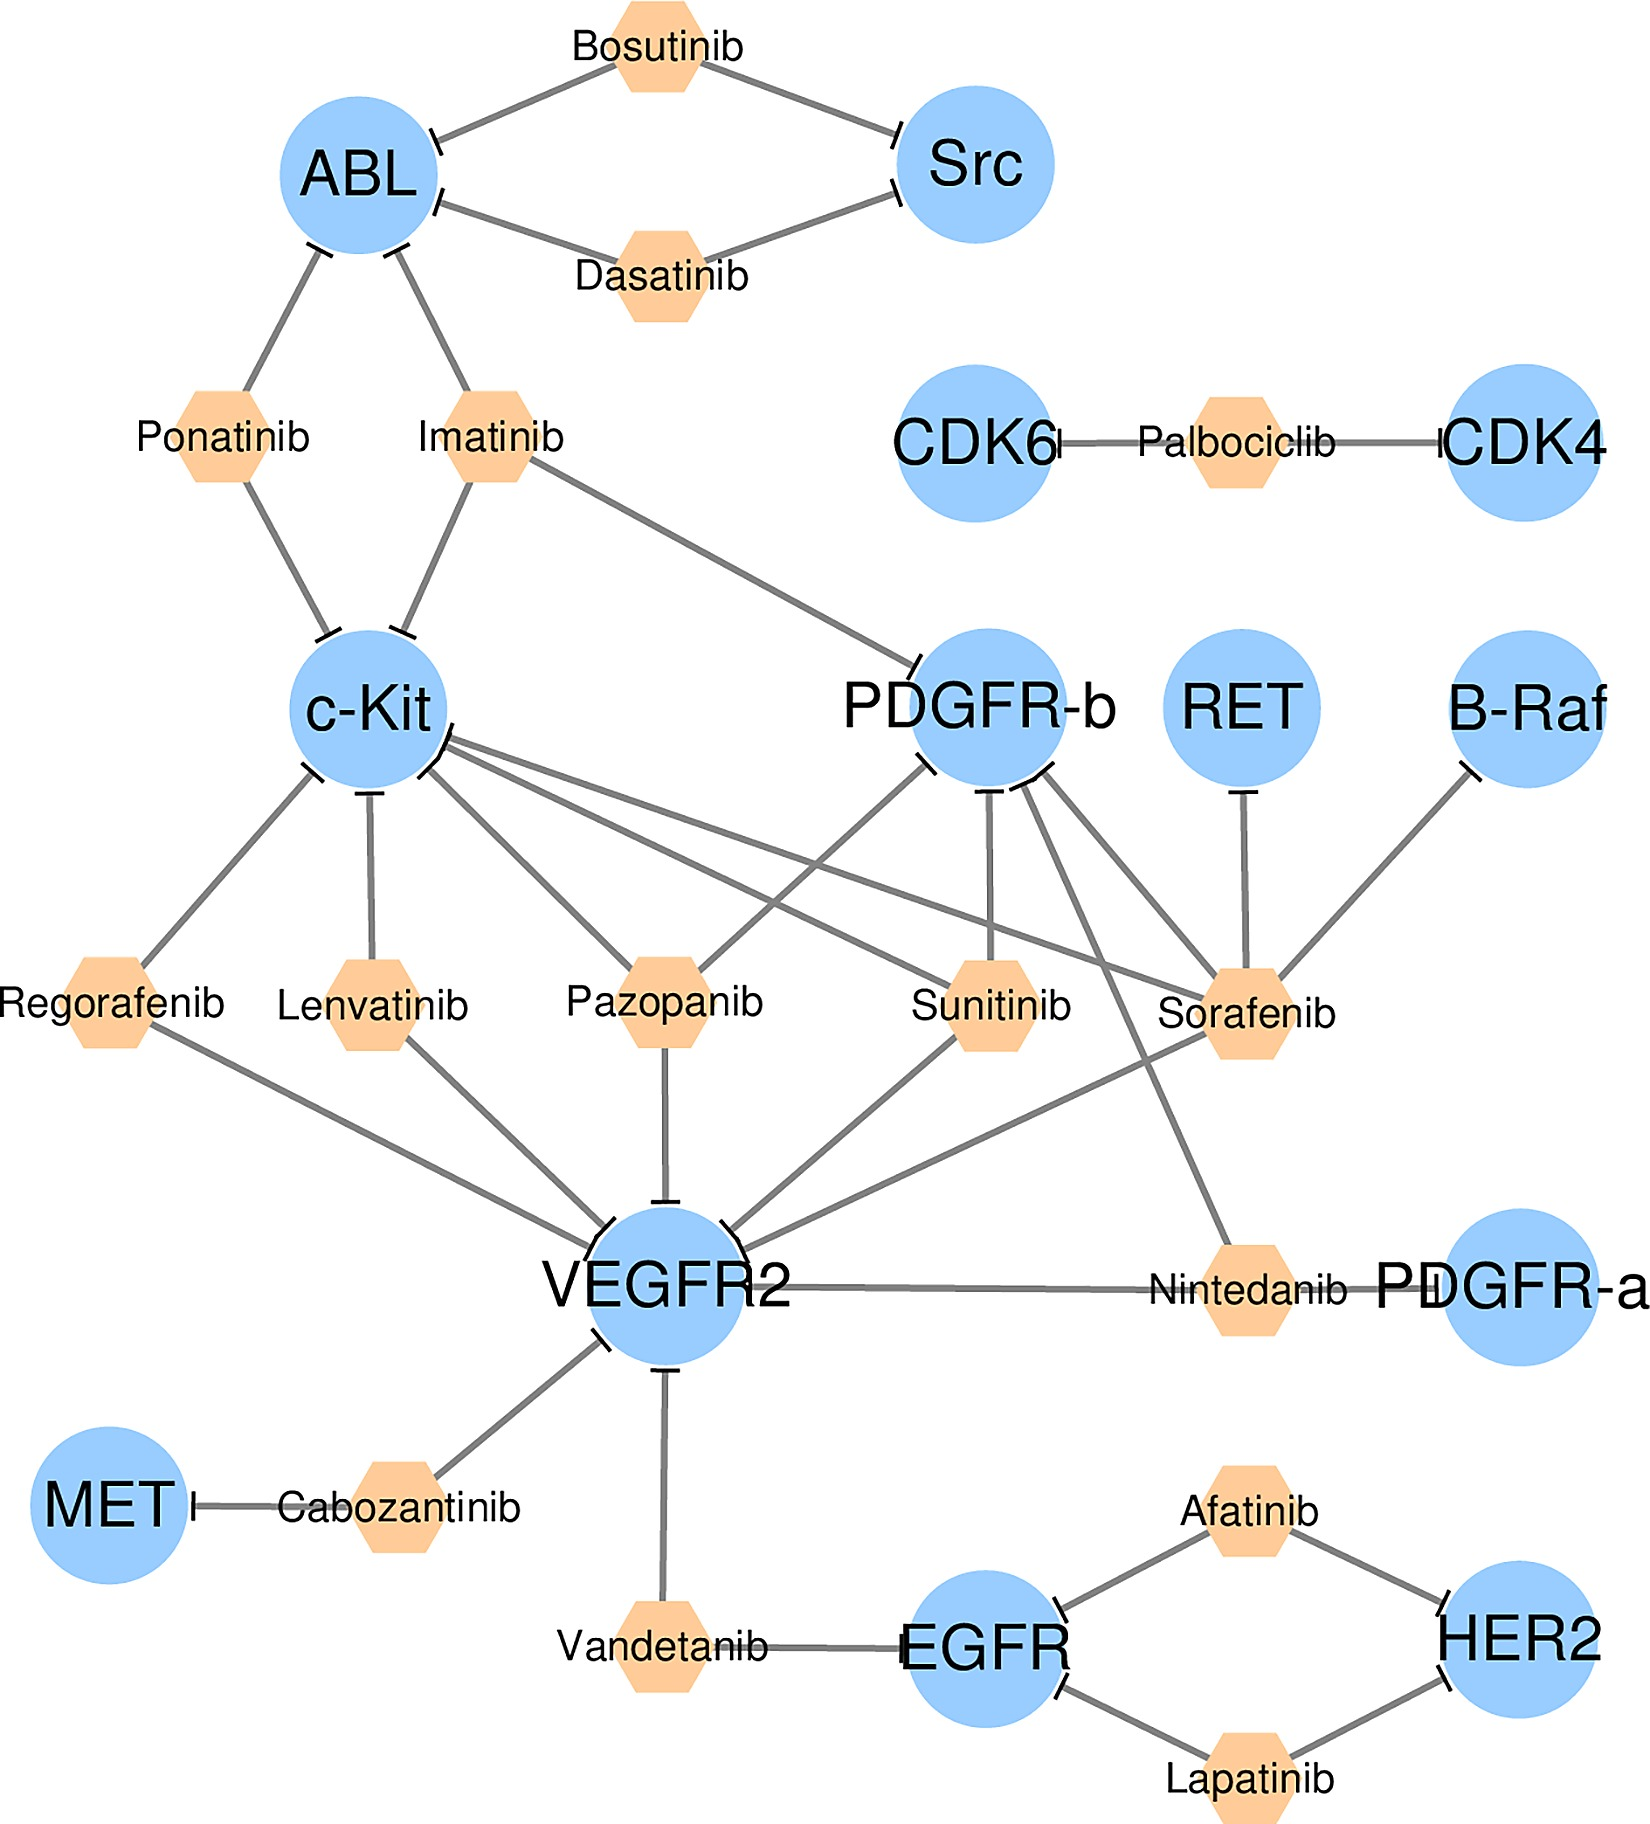 Bosutinib
ABL
Src
Dasatinib
Ponatinib
Imatinib
CDK6
Palbociclib
CDK4
c-Kit
PDGFR-b
RET
B-Raf
Regorafenib
Lenvatinib
Pazopanib
Sunitinib
Sorafenib
VEGFR2
Nintedanib
PDGFR-a
MET
Cabozantinib
Afatinib
Vandetanib
EGFR
HER2
Lapatinib